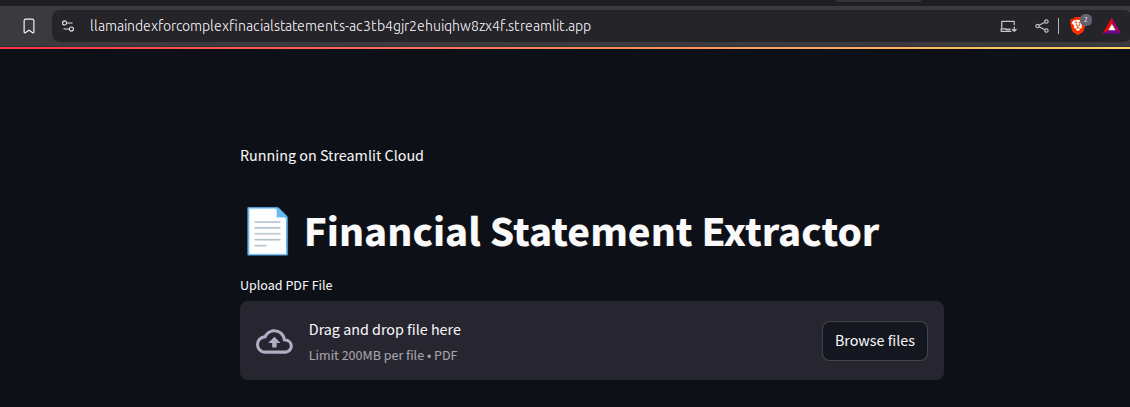 llamaindexforcomplexfinacialstatements-ac3tb4gjr2ehuiqhw8zx4f.streamlit.app
2
Running on Streamlit Cloud
Financial Statement Extractor
Upload PDF File
Drag and drop file here
Browse files
Limit 200MB per file • PDF